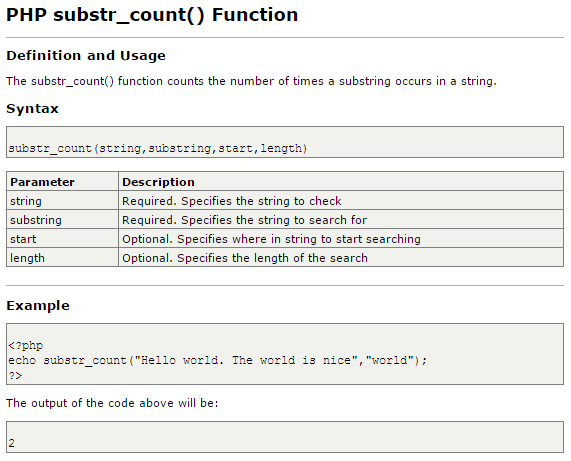 PHP substr_count() Function
Definition and Usage
The substr_count() function counts the number of times a substring occurs in a string.
Syntax
substr_count(string,substring,start,length)
Parameter Description
string Required. Specifies the string to check
substring Required. Specifies the string to search for
start Optional. Specifies where in string to start searching
length Optional. Specifies the length of the search
Example
<?php
echo substr_count("Hello world. The world is nice","world");
?>
The output of the code above will be:
2